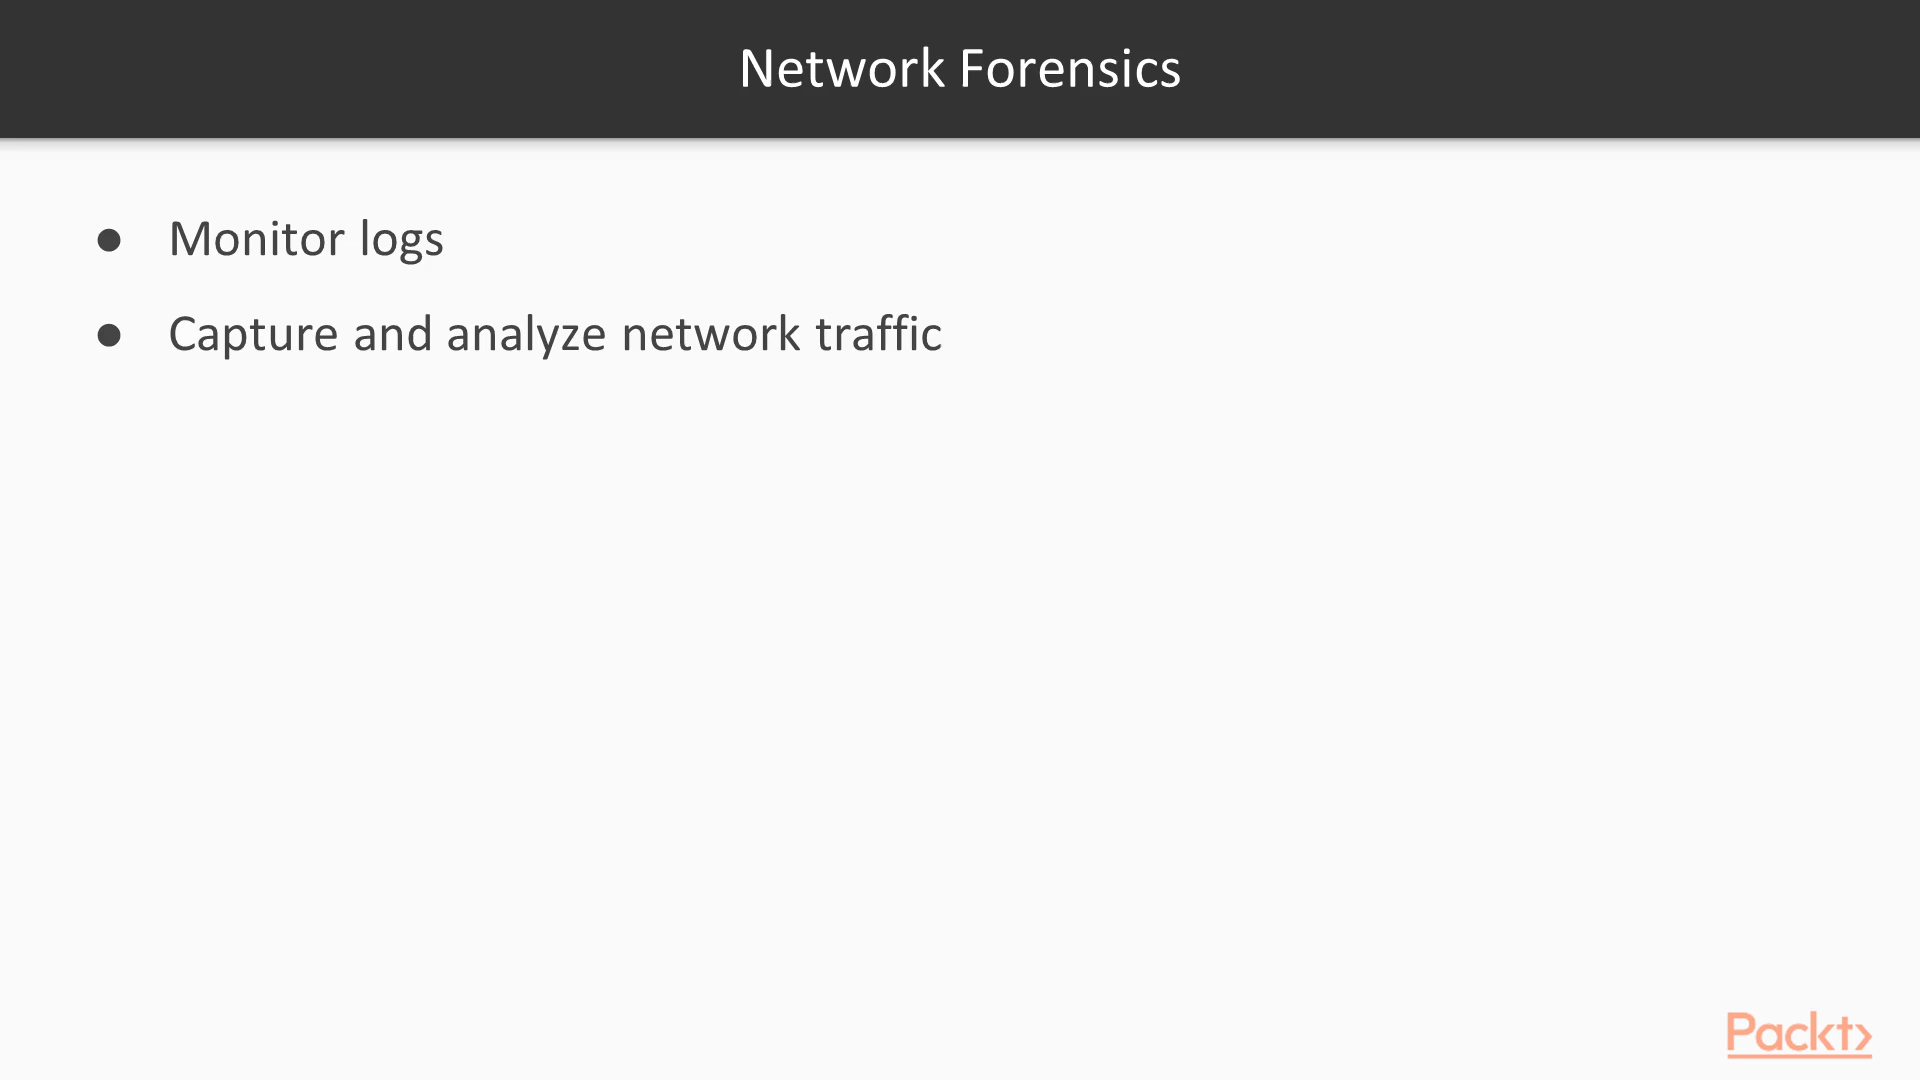 Network Forensics
● Monitor logs
● Capture and analyze network traffic
Packt>